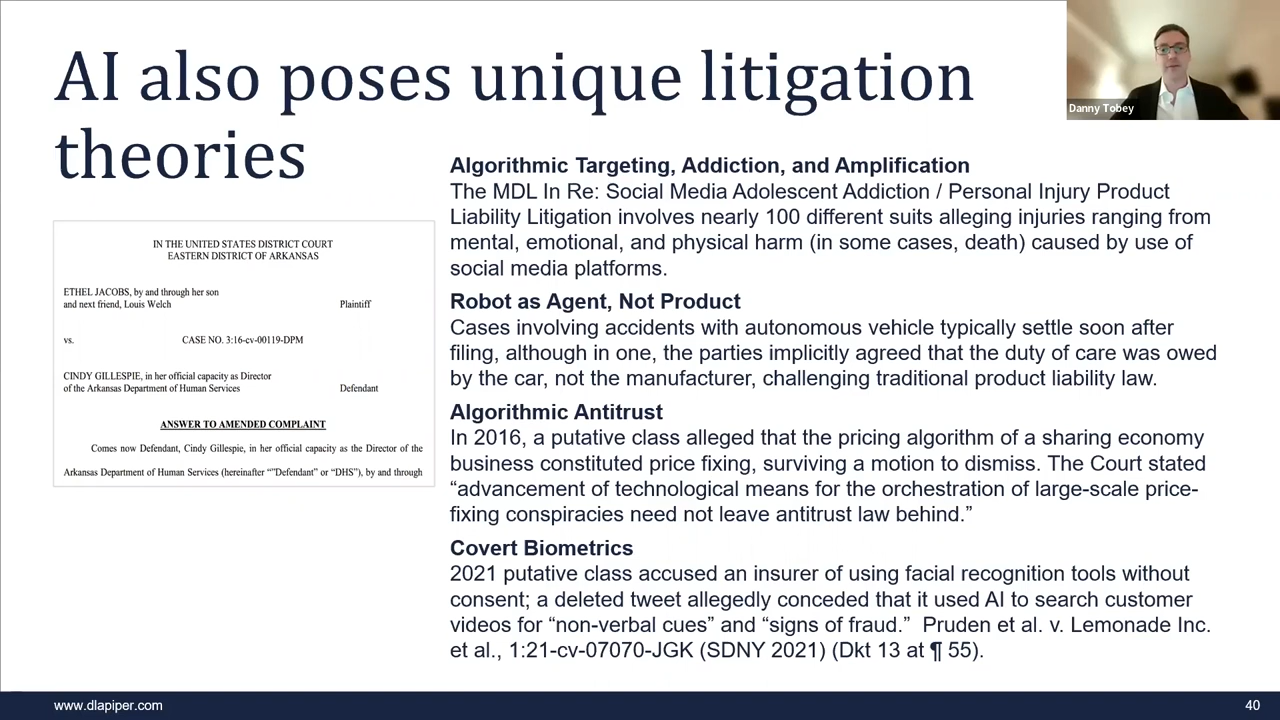 AI also poses unique litigation
theories
Danny Tobey
IN THE UNITED STATES DISTRICT COURT
EASTERN DISTRICT OF ARKANSAS
ETHEL JACOBS, by and through her son
and next friend, Louis Welch
Plaintiff
vs.
CASE NO. 3:16-cv-00119-DPM
CINDY GILLESPIE, in her official capacity as Director
of the Arkansas Department of Human Services
Defendant
ANSWER TO AMENDED COMPLAINT
Comes now Defendant, Cindy Gillespie, in her official capacity as the Director of the
Arkansas Department of Human Services (hereinafter “"Defendant” or “DHS”), by and through
Algorithmic Targeting, Addiction, and Amplification
The MDL In Re: Social Media Adolescent Addiction / Personal Injury Product
Liability Litigation involves nearly 100 different suits alleging injuries ranging from
mental, emotional, and physical harm (in some cases, death) caused by use of
social media platforms.
Robot as Agent, Not Product
Cases involving accidents with autonomous vehicle typically settle soon after
filing, although in one, the parties implicitly agreed that the duty of care was owed
by the car, not the manufacturer, challenging traditional product liability law.
Algorithmic Antitrust
In 2016, a putative class alleged that the pricing algorithm of a sharing economy
business constituted price fixing, surviving a motion to dismiss. The Court stated
“advancement of technological means for the orchestration of large-scale price-
fixing conspiracies need not leave antitrust law behind.”
Covert Biometrics
2021 putative class accused an insurer of using facial recognition tools without
consent; a deleted tweet allegedly conceded that it used AI to search customer
videos for “non-verbal cues” and “signs of fraud.” Pruden et al. v. Lemonade Inc.
et al., 1:21-cv-07070-JGK (SDNY 2021) (Dkt 13 at ¶ 55).
www.dlapiper.com
40